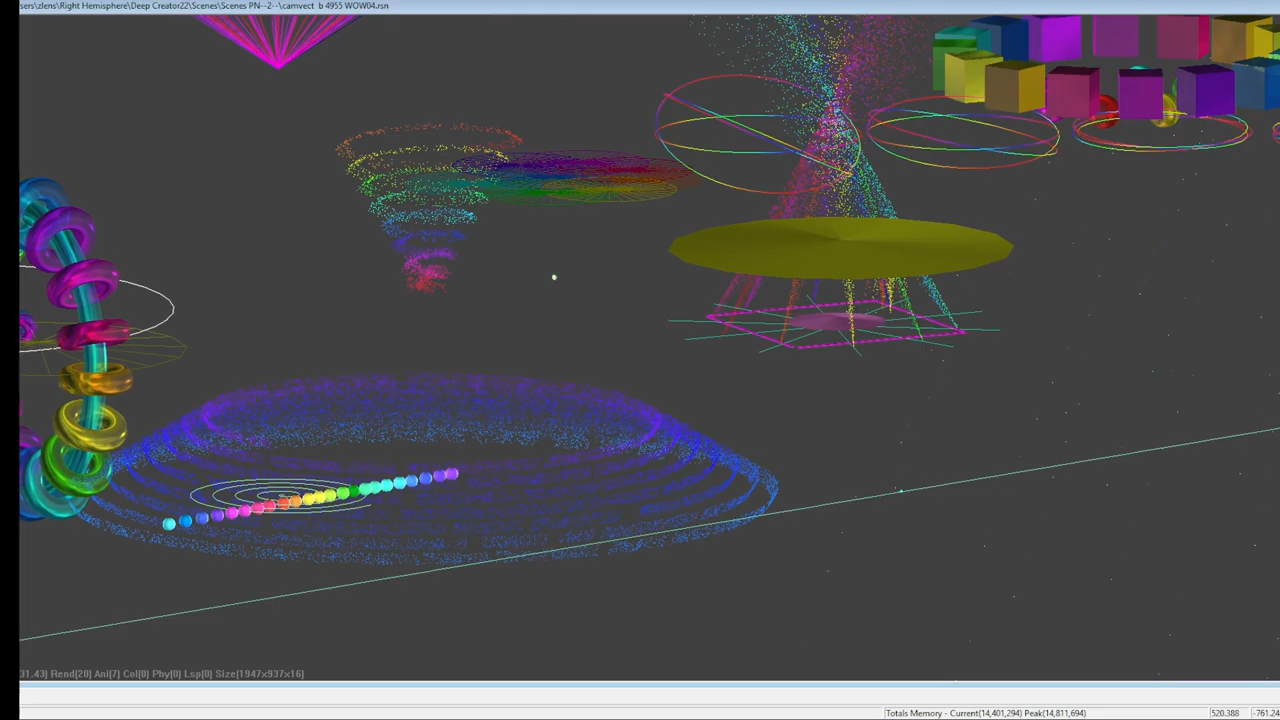 sers\zlens\Right Hemisphere\Deep Creator22\Scenes\Scenes PN--2--\camvect b 4955 WOW04.rsn
31.43) Rend[20] Ani[7] Col[0] Phy[0] Lsp[0] Size[1947x937x16]
Totals Memory - Current(14,401,294) Peak(14,811,694) 520.388 -761.24